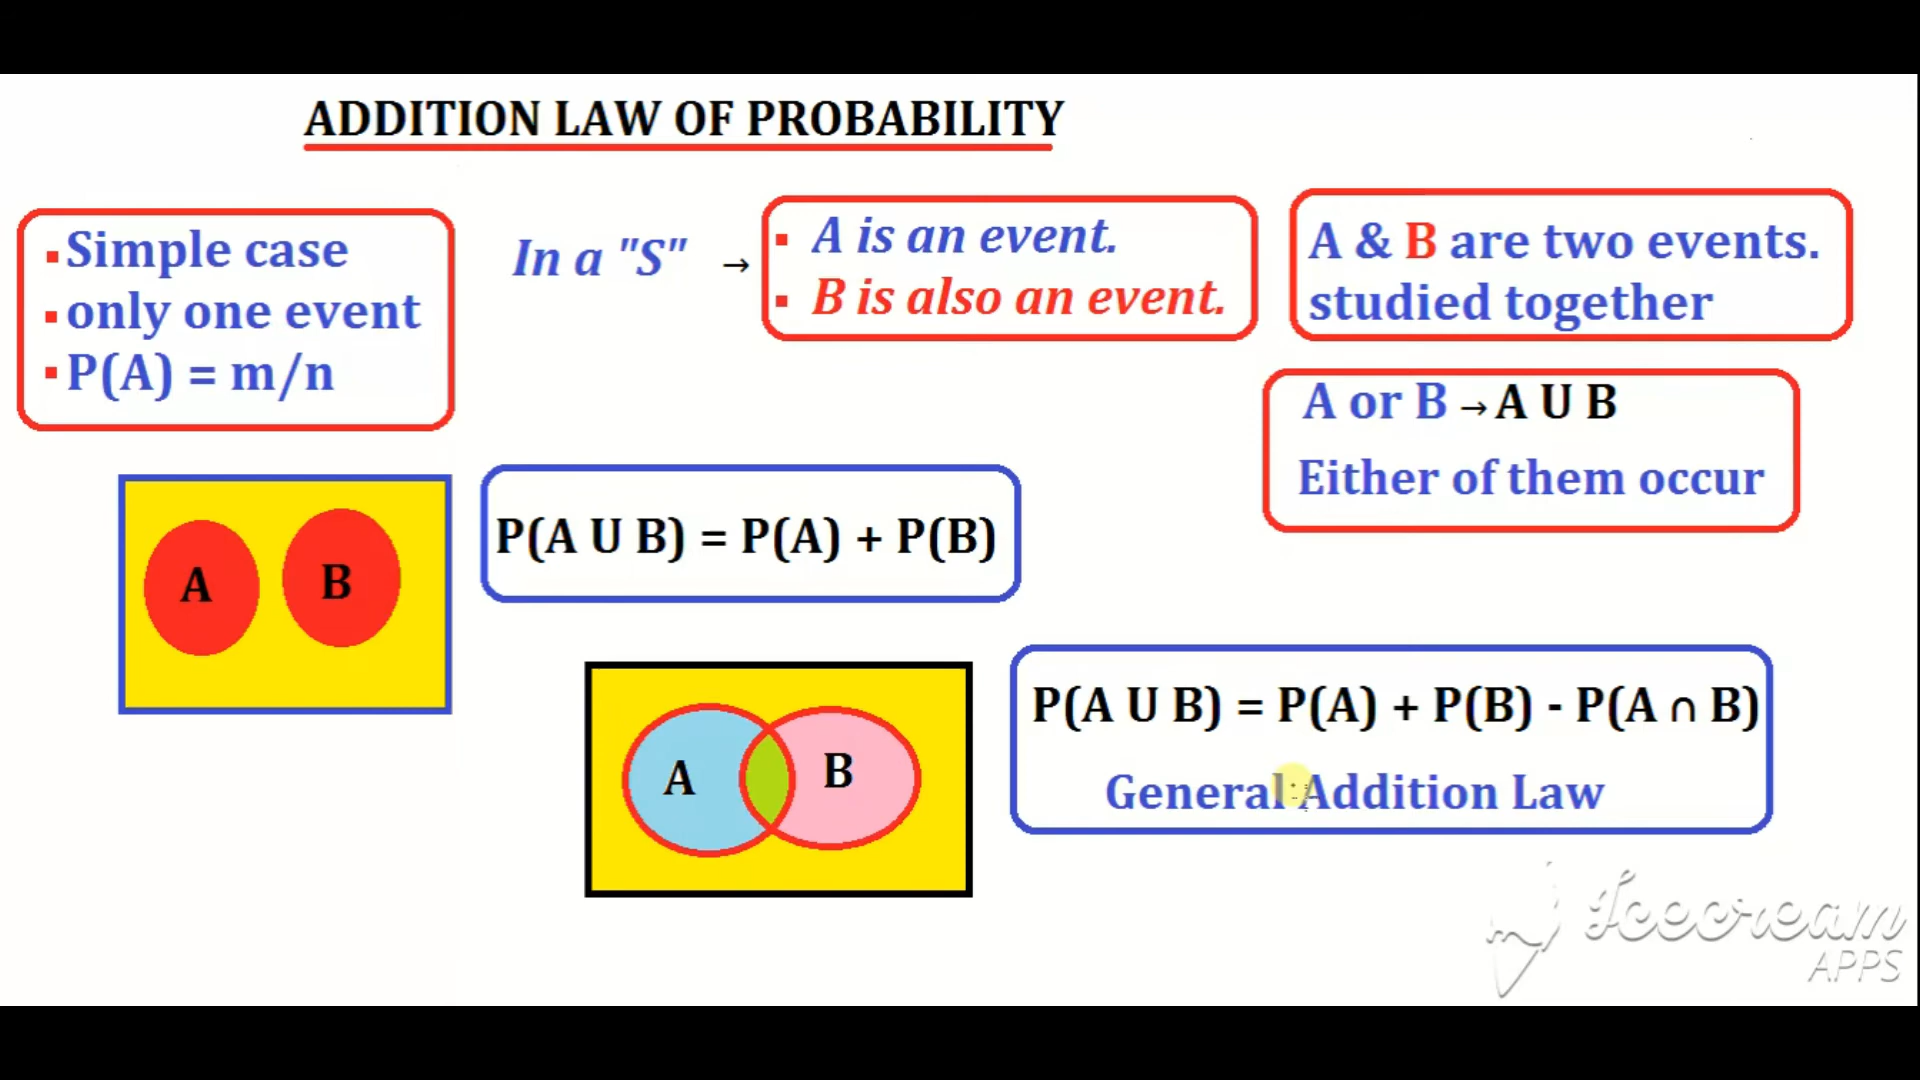 ADDITION LAW OF PROBABILITY
▪Simple case
▪only one event
▪P(A) = m/n
In a "S" →
▪ A is an event.
▪ B is also an event.
A & B are two events.
studied together
A or B → A U B
Either of them occur
A
B
P(A U B) = P(A) + P(B)
A
B
P(A U B) = P(A) + P(B) - P(A ∩ B)
General Addition Law
Icecream
APPS